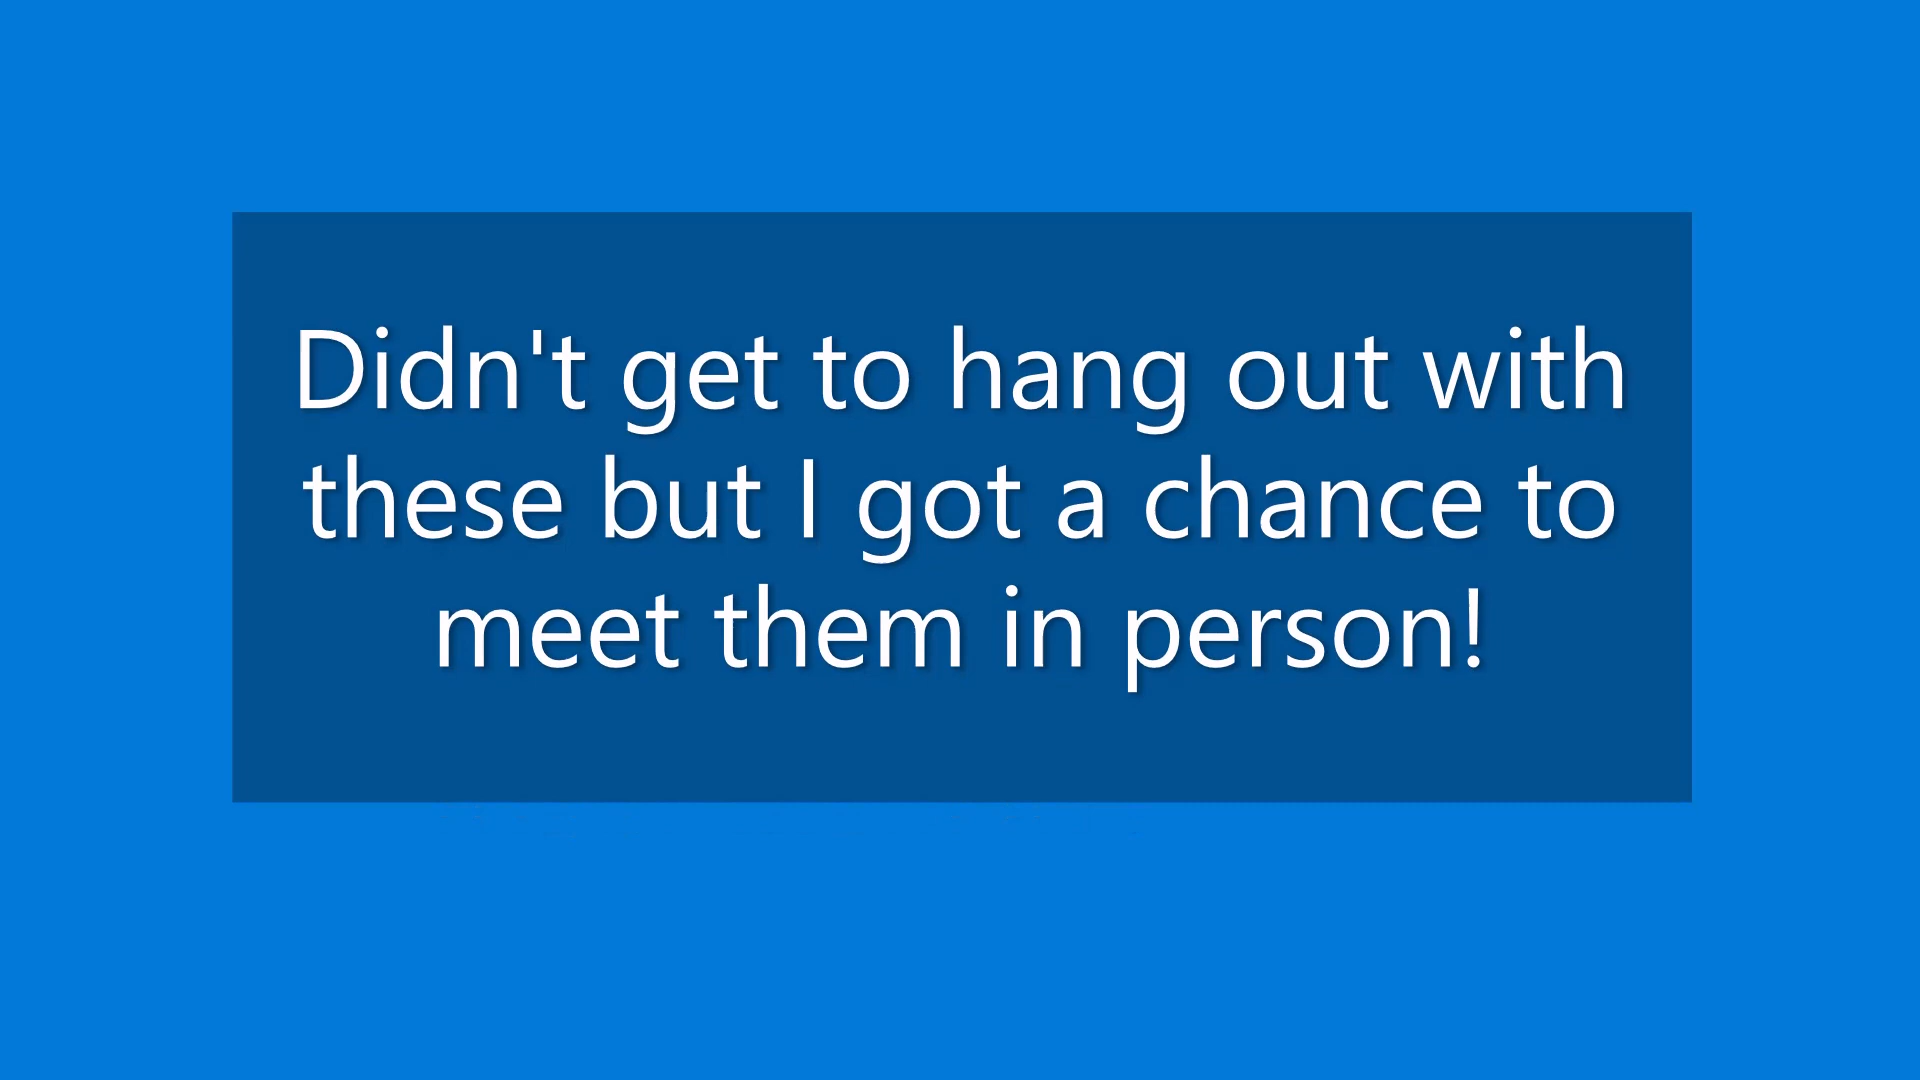 Didn't get to hang out with
these but I got a chance to
meet them in person!